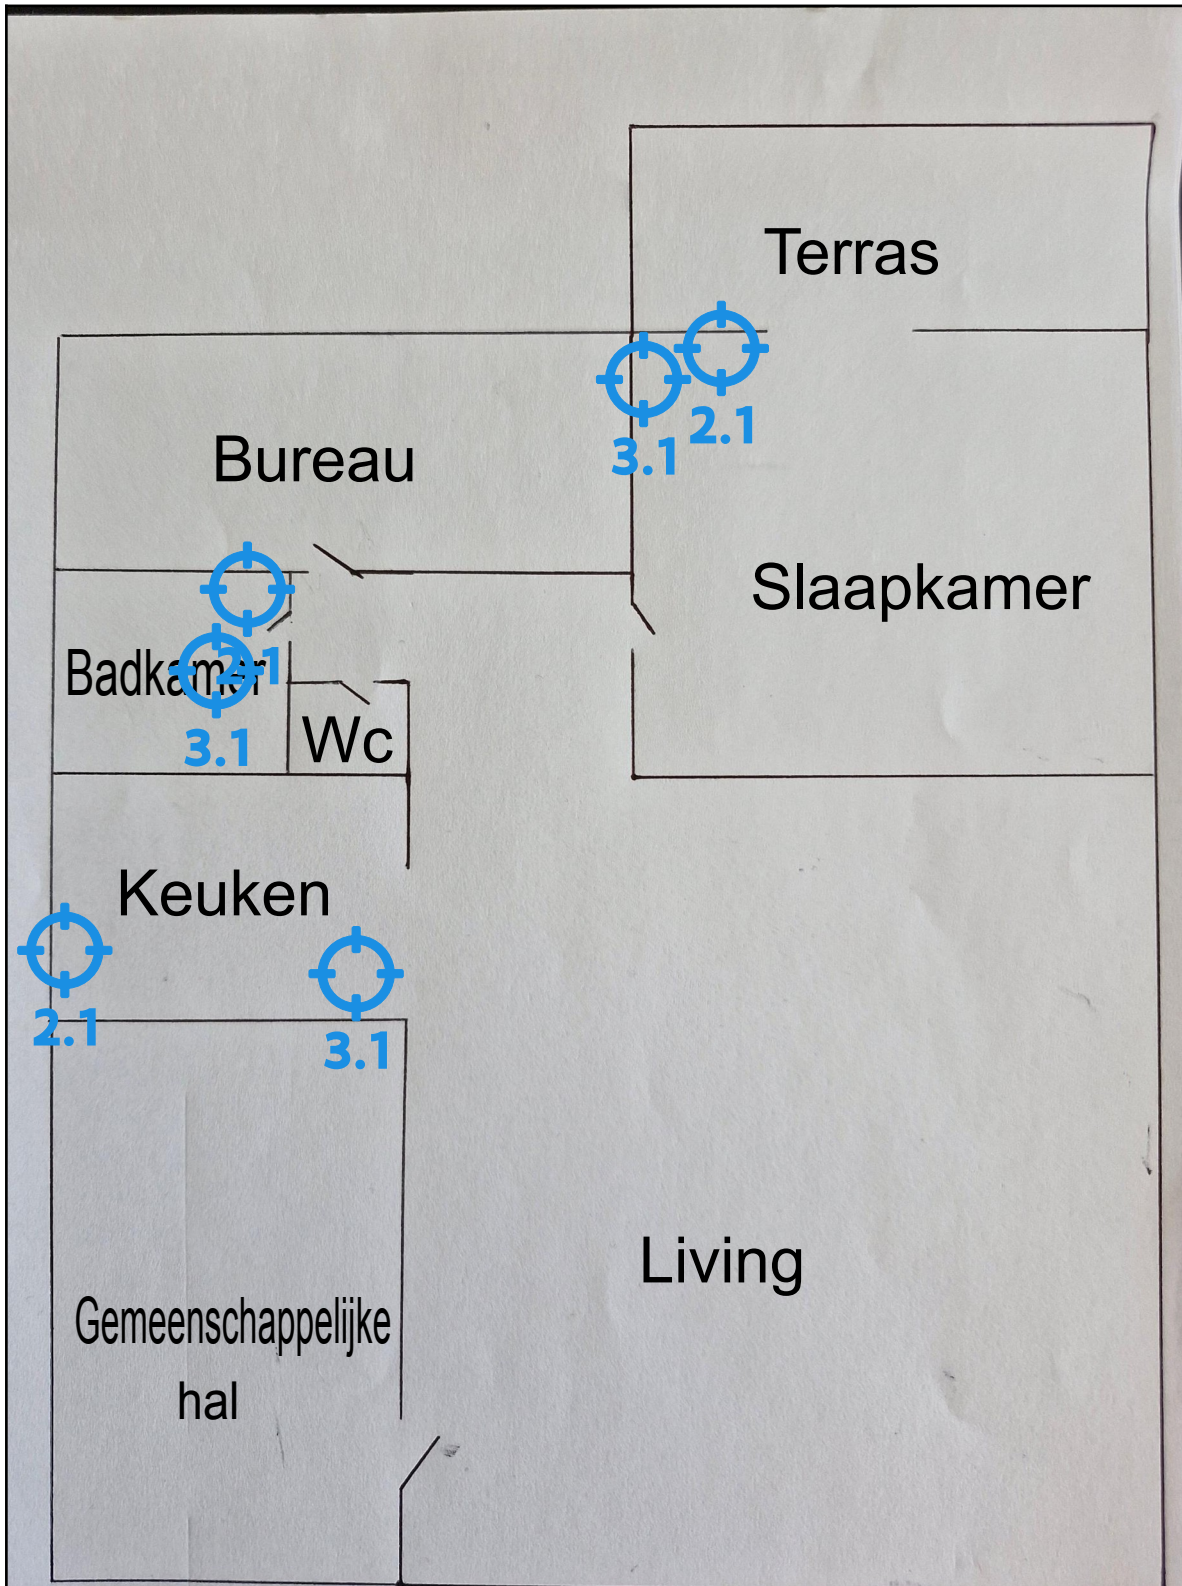 Terras
2.1
3.1
Bureau
Slaapkamer
2.1
Badkamer
3.1
Wc
Keuken
2.1
3.1
Living
Gemeenschappelijke
hal